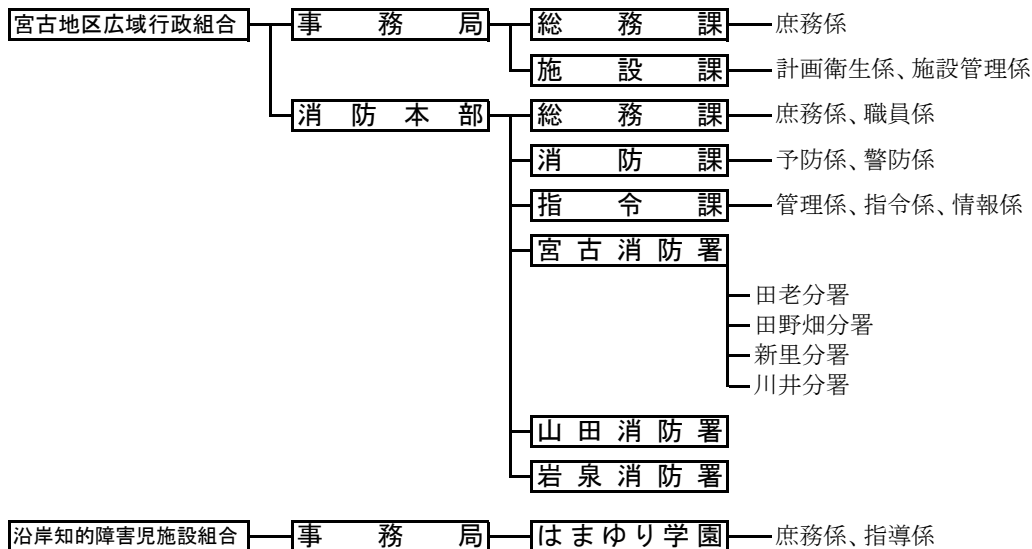 宮古地区広域行政組合 事務局 総務課 庶務係
施設課 計画衛生係、施設管理係
消防本部 総務課 庶務係、職員係
消防課 予防係、警防係
指令課 管理係、指令係、情報係
宮古消防署
田老分署
田野畑分署
新里分署
川井分署
山田消防署
岩泉消防署
沿岸知的障害児施設組合 事務局 はまゆり学園 庶務係、指導係